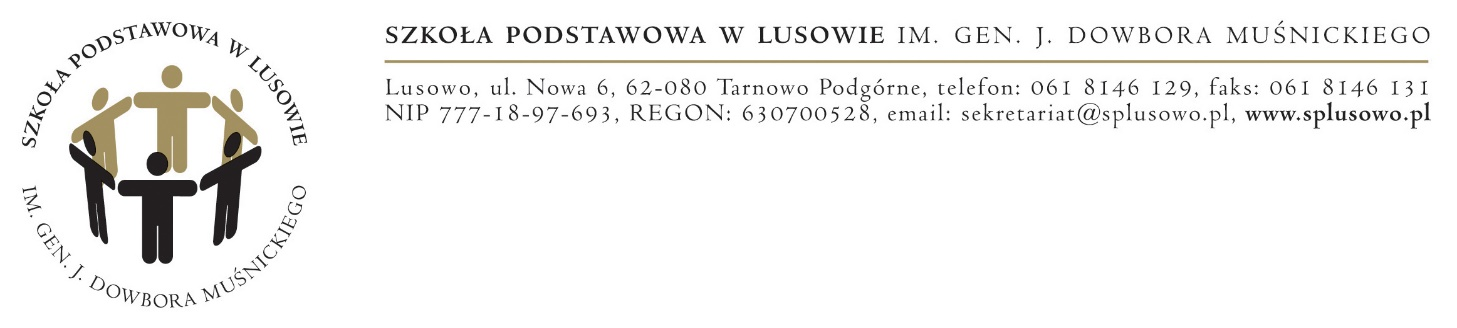 SZKOŁA PODSTAWOWA W LUSOWIE
IM. GEN. J. DOWBORA MUŚNICKIEGO
SZKOŁA PODSTAWOWA W LUSOWIE IM. GEN. J. DOWBORA MUŚNICKIEGO
Lusowo, ul. Nowa 6, 62-080 Tarnowo Podgórne, telefon: 061 8146 129, faks: 061 8146 131
NIP 777-18-97-693, REGON: 630700528, email: sekretariat@splusowo.pl, www.splusowo.pl